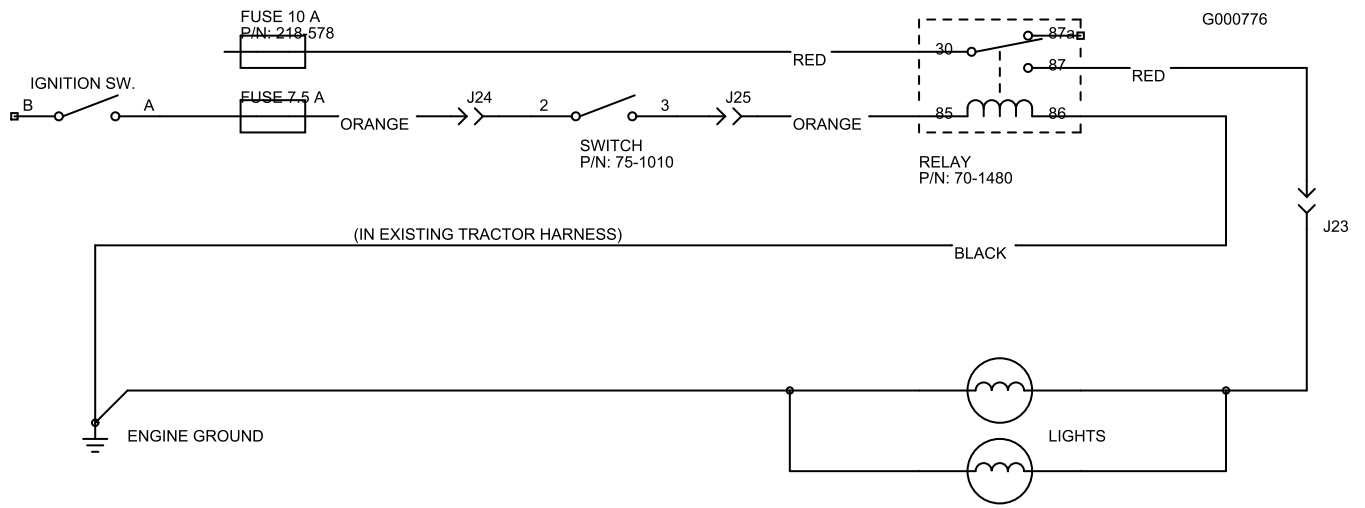 FUSE 10 A
P/N: 218-578
G000776
87a
30
RED
87
RED
IGNITION SW.
B
A
FUSE 7.5 A
ORANGE
J24
2
3
J25
ORANGE
85
86
SWITCH
P/N: 75-1010
RELAY
P/N: 70-1480
J23
(IN EXISTING TRACTOR HARNESS)
BLACK
ENGINE GROUND
LIGHTS